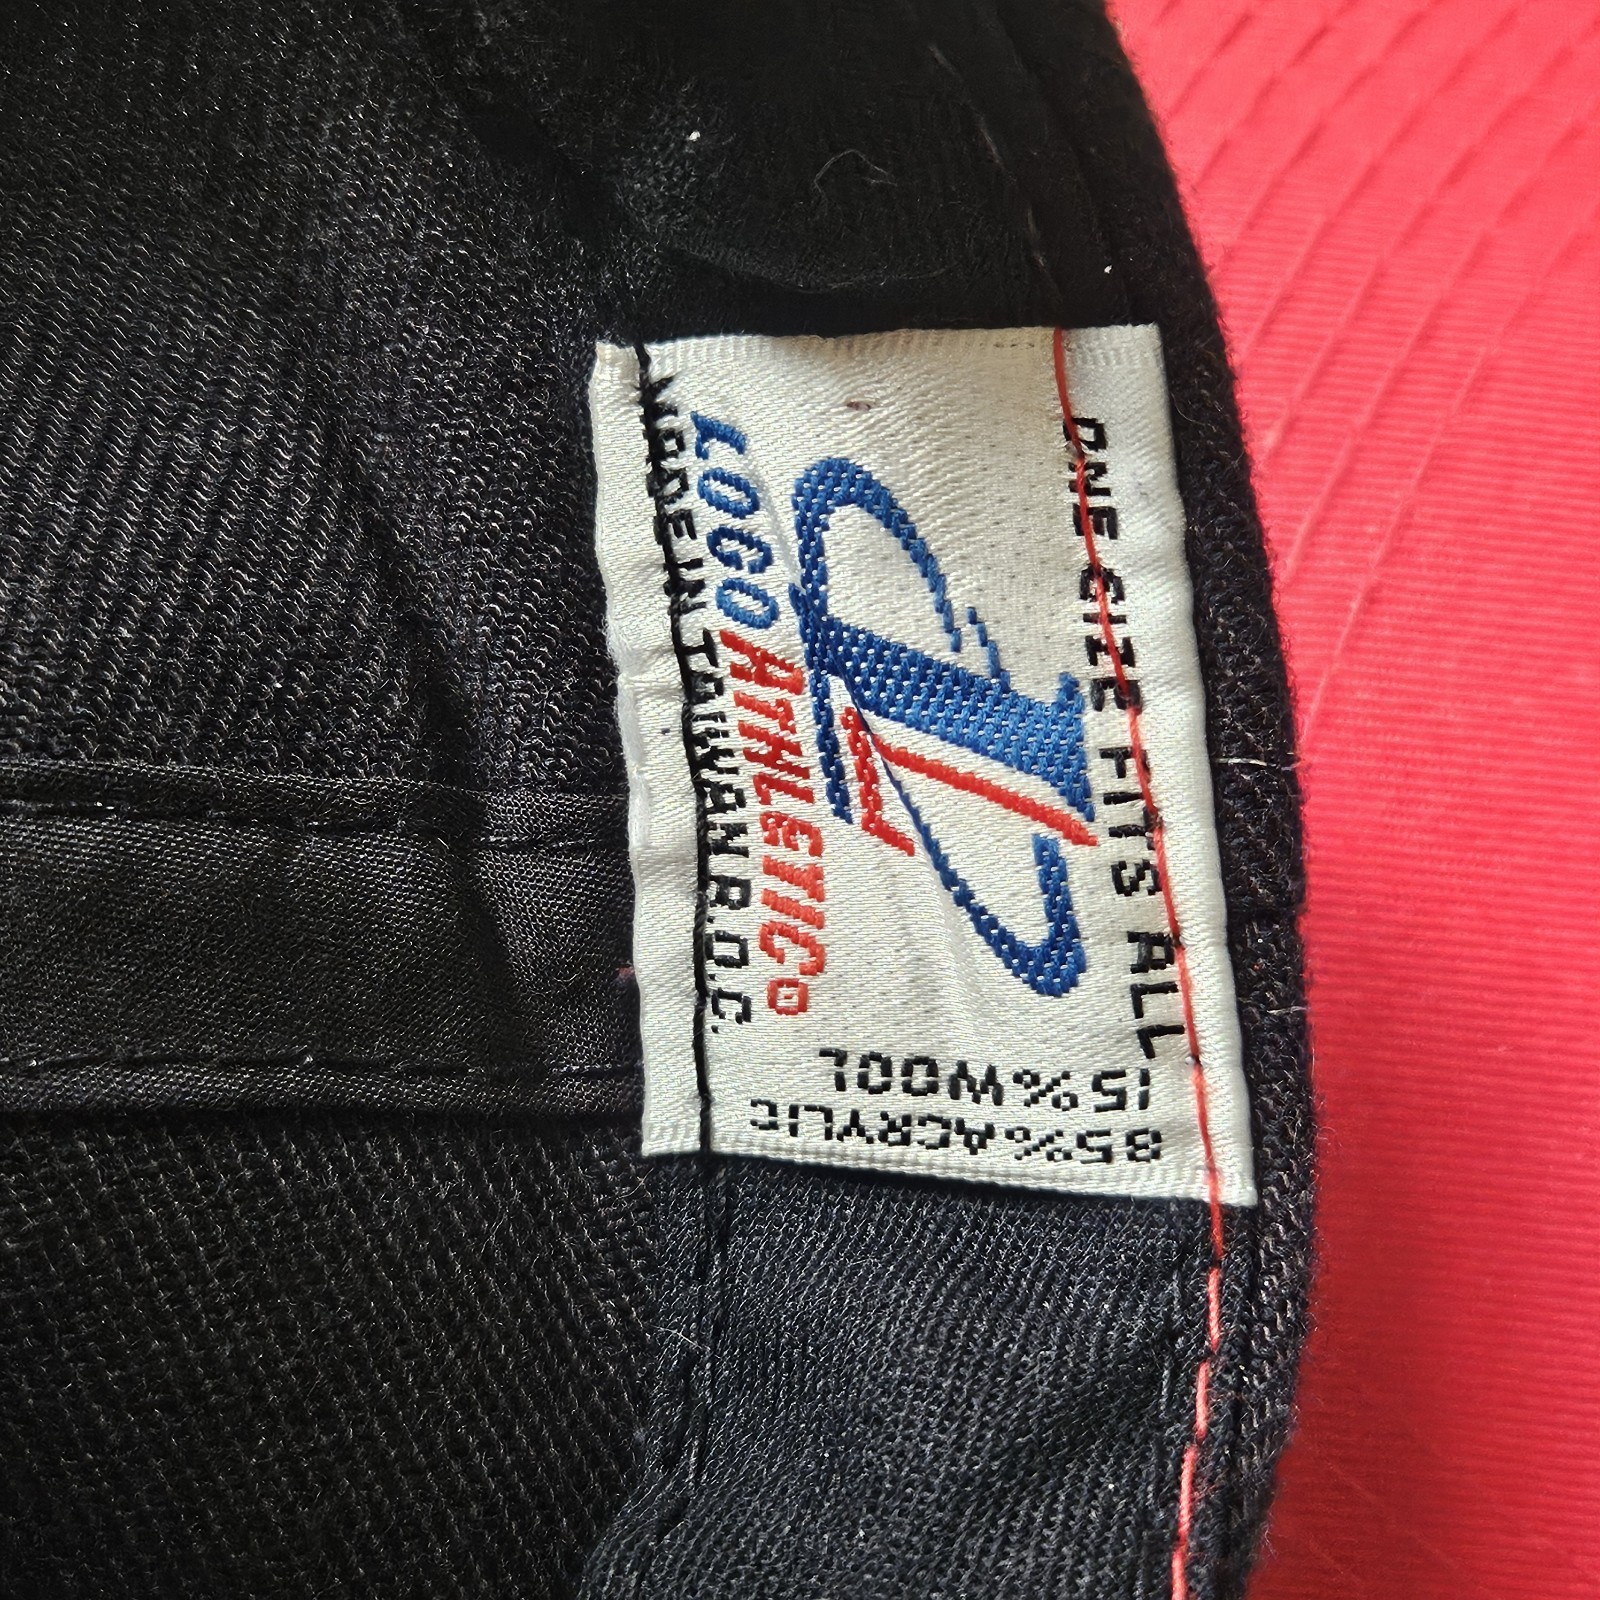 ONE SIZE FITS ALL
LOGO ATHLETIC®
MADE IN TAIWAN R.O.C.
85% ACRYLIC
15% WOOL